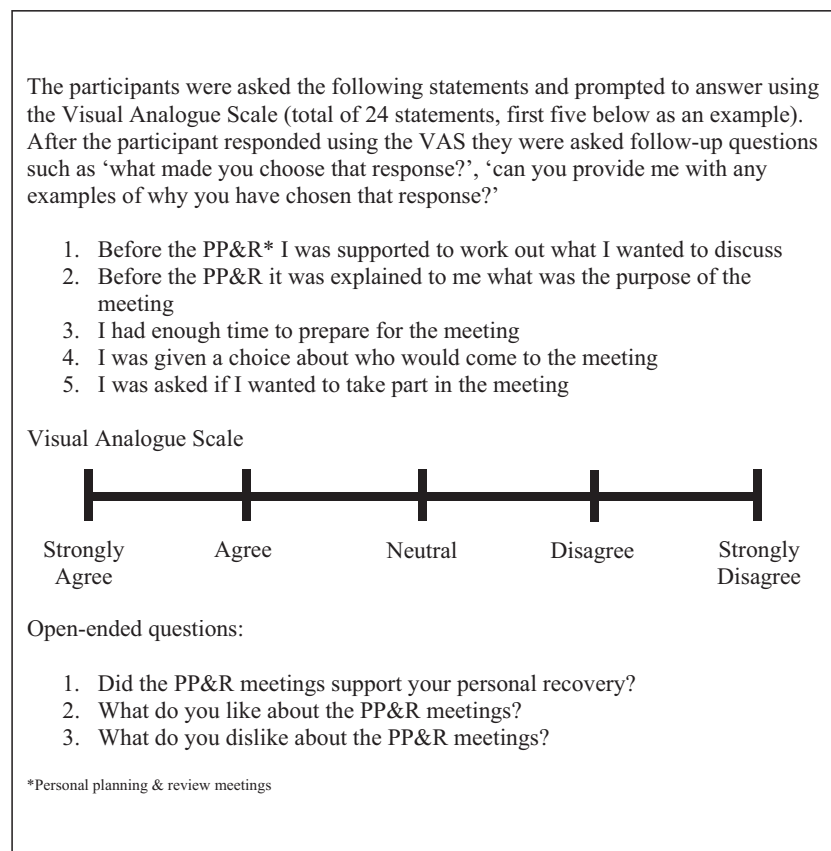 The participants were asked the following statements and prompted to answer using
the Visual Analogue Scale (total of 24 statements, first five below as an example).
After the participant responded using the VAS they were asked follow-up questions
such as ‘what made you choose that response?’, ‘can you provide me with any
examples of why you have chosen that response?’
1. Before the PP&R* I was supported to work out what I wanted to discuss
2. Before the PP&R it was explained to me what was the purpose of the
meeting
3. I had enough time to prepare for the meeting
4. I was given a choice about who would come to the meeting
5. I was asked if I wanted to take part in the meeting
Visual Analogue Scale
Strongly Agree Neutral Disagree Strongly
Agree Disagree
Open-ended questions:
1. Did the PP&R meetings support your personal recovery?
2. What do you like about the PP&R meetings?
3. What do you dislike about the PP&R meetings?
*Personal planning & review meetings